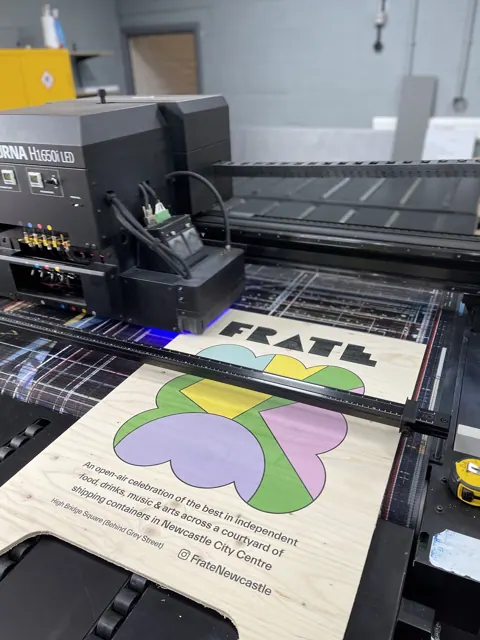 H1650i LED
FRATE
An open-air celebration of the best in independent
food, drinks, music & arts across a courtyard of
shipping containers in Newcastle City Centre
High Bridge Square (Behind Grey Street)
FrateNewcastle